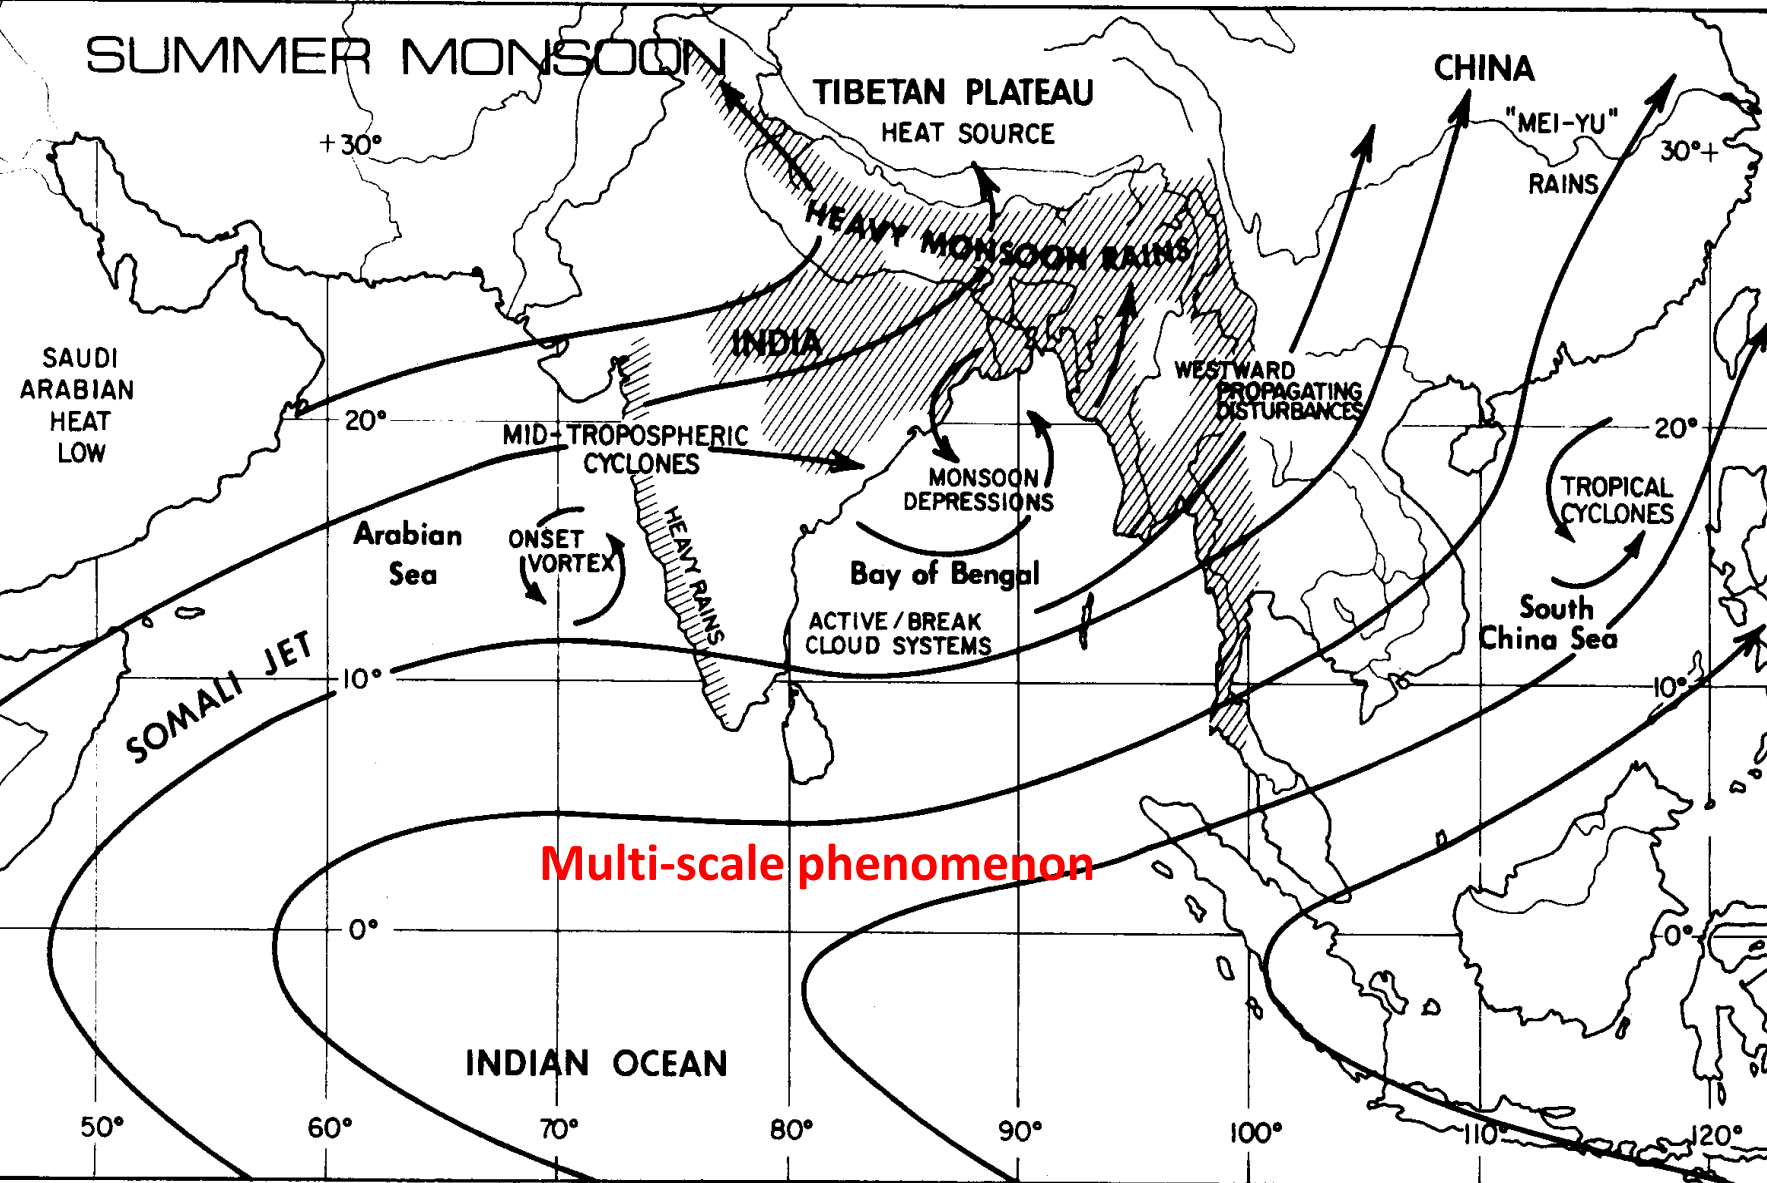 SUMMER MONSOON
CHINA
TIBETAN PLATEAU
HEAT SOURCE
"MEI-YU"
RAINS
+30°
30°+
HEAVY MONSOON RAINS
INDIA
SAUDI
ARABIAN
HEAT
LOW
WESTWARD
PROPAGATING
DISTURBANCES
20°
20°
MID-TROPOSPHERIC
CYCLONES
MONSOON
DEPRESSIONS
TROPICAL
CYCLONES
Arabian
Sea
ONSET
VORTEX
HEAVY RAINS
Bay of Bengal
ACTIVE/BREAK
CLOUD SYSTEMS
South
China Sea
SOMALI JET
10°
10°
Multi-scale phenomenon
0°
0°
INDIAN OCEAN
50°
60°
70°
80°
90°
100°
110°
120°